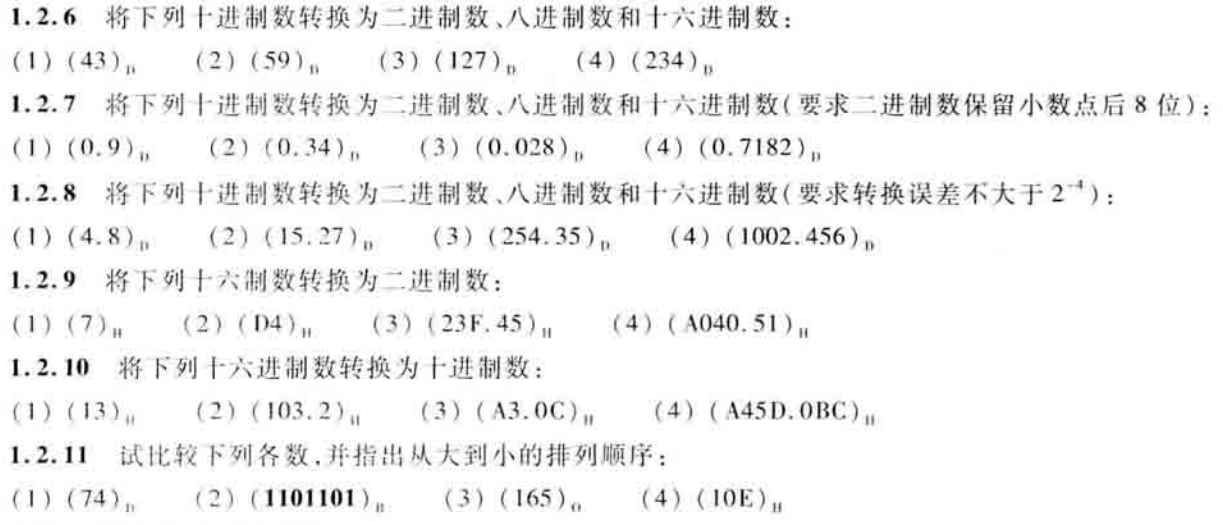 1.2.6 将下列十进制数转换为二进制数、八进制数和十六进制数：
(1) (43)D (2) (59)D (3) (127)D (4) (234)D
1.2.7 将下列十进制数转换为二进制数、八进制数和十六进制数(要求二进制数保留小数点后 8 位)：
(1) (0.9)D (2) (0.34)D (3) (0.028)D (4) (0.7182)D
1.2.8 将下列十进制数转换为二进制数、八进制数和十六进制数(要求转换误差不大于 2⁻⁴)：
(1) (4.8)D (2) (15.27)D (3) (254.35)D (4) (1002.456)D
1.2.9 将下列十六制数转换为二进制数：
(1) (7)H (2) (D4)H (3) (23F.45)H (4) (A040.51)H
1.2.10 将下列十六进制数转换为十进制数：
(1) (13)H (2) (103.2)H (3) (A3.0C)H (4) (A45D.0BC)H
1.2.11 试比较下列各数,并指出从大到小的排列顺序：
(1) (74)D (2) (1101101)B (3) (165)O (4) (10E)H